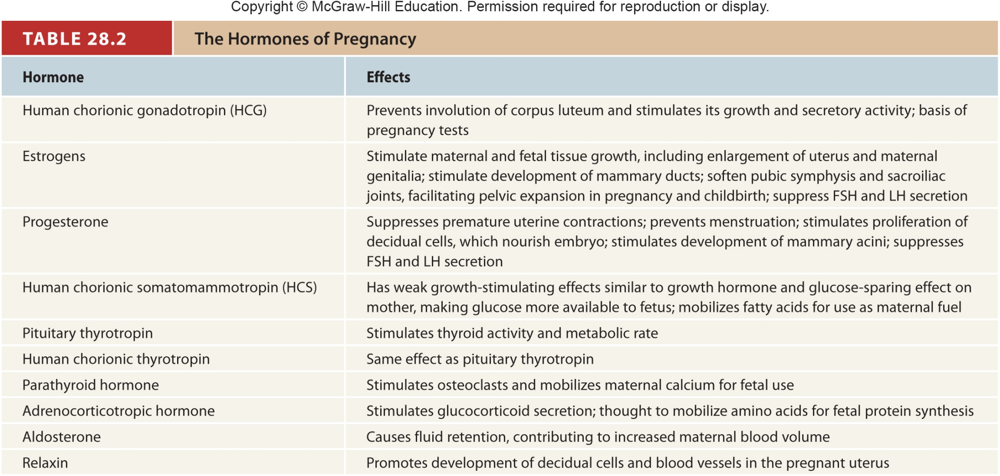 Copyright © McGraw-Hill Education. Permission required for reproduction or display.
TABLE 28.2 The Hormones of Pregnancy
Hormone Effects
Human chorionic gonadotropin (HCG) Prevents involution of corpus luteum and stimulates its growth and secretory activity; basis of
pregnancy tests
Estrogens Stimulate maternal and fetal tissue growth, including enlargement of uterus and maternal
genitalia; stimulate development of mammary ducts; soften pubic symphysis and sacroiliac
joints, facilitating pelvic expansion in pregnancy and childbirth; suppress FSH and LH secretion
Progesterone Suppresses premature uterine contractions; prevents menstruation; stimulates proliferation of
decidual cells, which nourish embryo; stimulates development of mammary acini; suppresses
FSH and LH secretion
Human chorionic somatomammotropin (HCS) Has weak growth-stimulating effects similar to growth hormone and glucose-sparing effect on
mother, making glucose more available to fetus; mobilizes fatty acids for use as maternal fuel
Pituitary thyrotropin Stimulates thyroid activity and metabolic rate
Human chorionic thyrotropin Same effect as pituitary thyrotropin
Parathyroid hormone Stimulates osteoclasts and mobilizes maternal calcium for fetal use
Adrenocorticotropic hormone Stimulates glucocorticoid secretion; thought to mobilize amino acids for fetal protein synthesis
Aldosterone Causes fluid retention, contributing to increased maternal blood volume
Relaxin Promotes development of decidual cells and blood vessels in the pregnant uterus